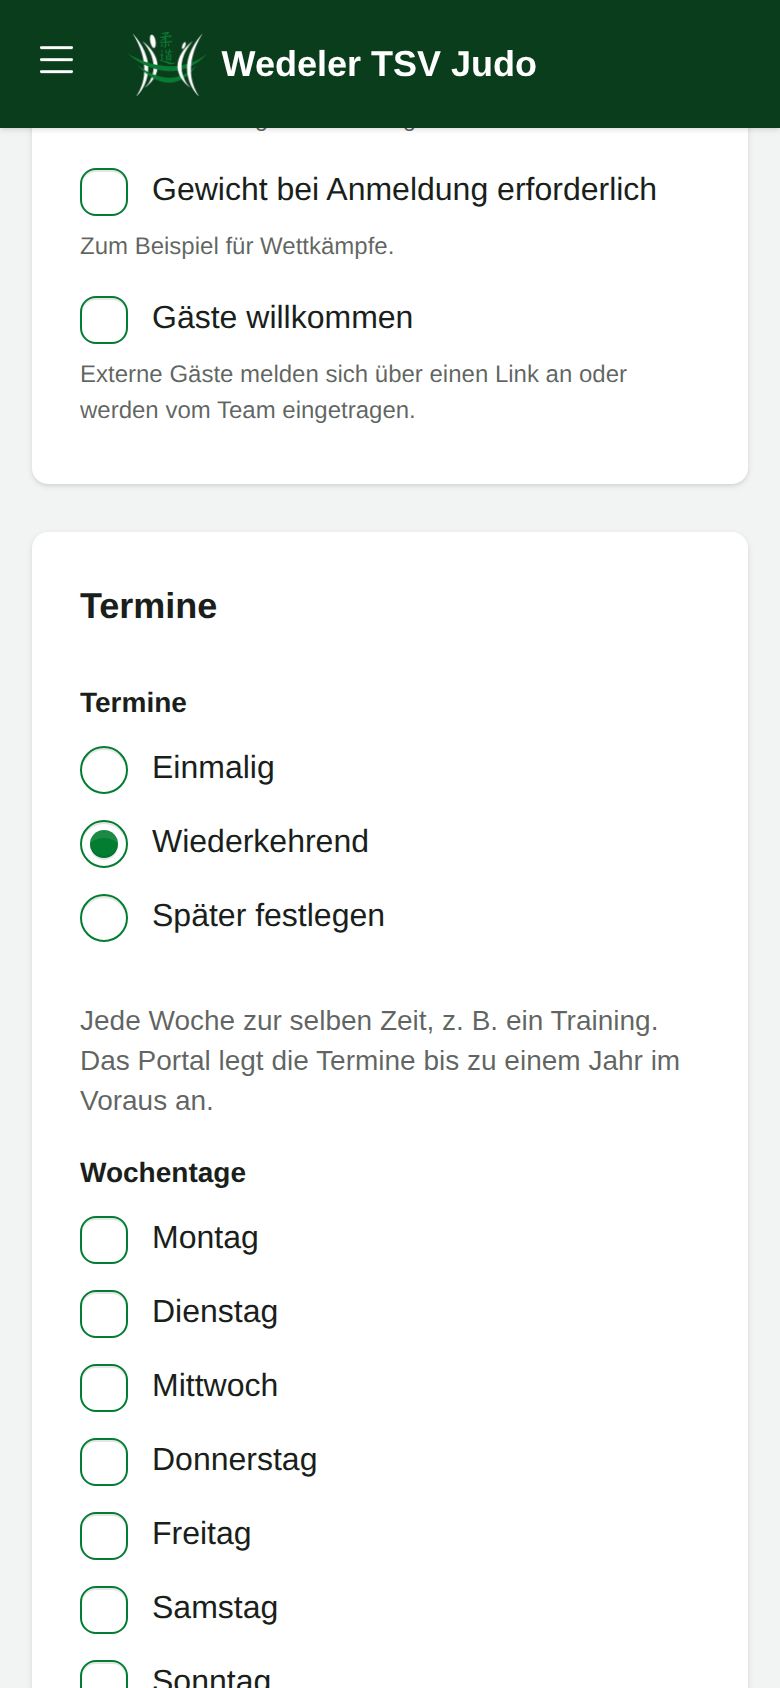 Wedeler TSV Judo
Gewicht bei Anmeldung erforderlich
Zum Beispiel für Wettkämpfe.
Gäste willkommen
Externe Gäste melden sich über einen Link an oder
werden vom Team eingetragen.
Termine
Termine
Einmalig
Wiederkehrend
Später festlegen
Jede Woche zur selben Zeit, z. B. ein Training.
Das Portal legt die Termine bis zu einem Jahr im
Voraus an.
Wochentage
Montag
Dienstag
Mittwoch
Donnerstag
Freitag
Samstag
Sonntag